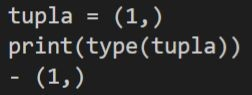 tupla = (1,)
print(type(tupla))
- (1,)